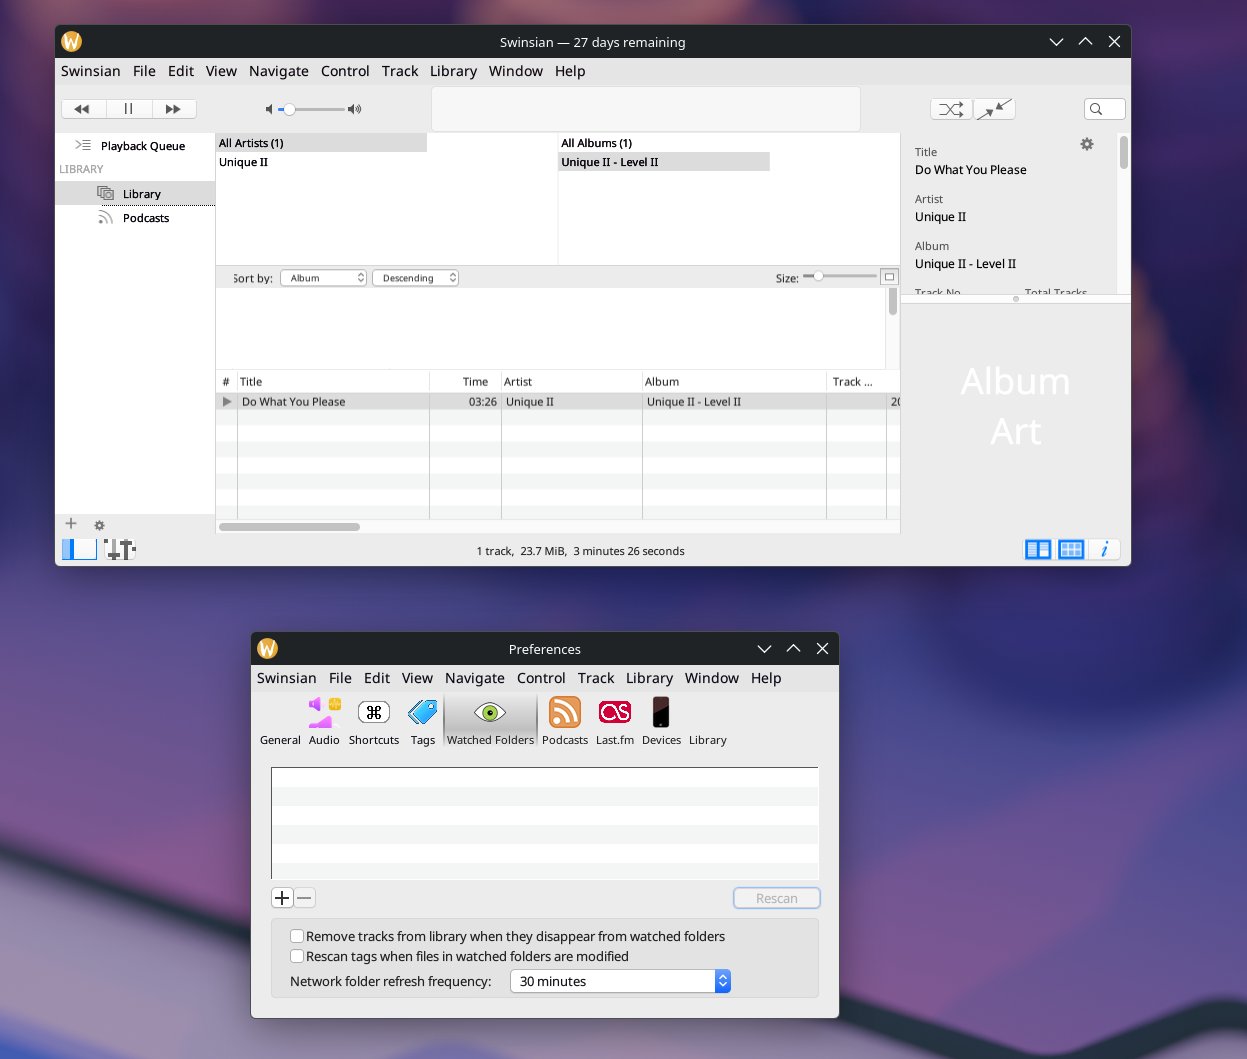 Swinsian — 27 days remaining
Swinsian File Edit View Navigate Control Track Library Window Help
Playback Queue
LIBRARY
Library
Podcasts
All Artists (1)
Unique II
All Albums (1)
Unique II - Level II
Sort by: Album Descending
Size:
# Title Time Artist Album Track ...
Do What You Please 03:26 Unique II Unique II - Level II 20
Title
Do What You Please
Artist
Unique II
Album
Unique II - Level II
Track No Total Tracks
Album
Art
1 track, 23.7 MiB, 3 minutes 26 seconds
i
W
Preferences
Swinsian File Edit View Navigate Control Track Library Window Help
General Audio Shortcuts Tags Watched Folders Podcasts Last.fm Devices Library
Rescan
Remove tracks from library when they disappear from watched folders
Rescan tags when files in watched folders are modified
Network folder refresh frequency: 30 minutes